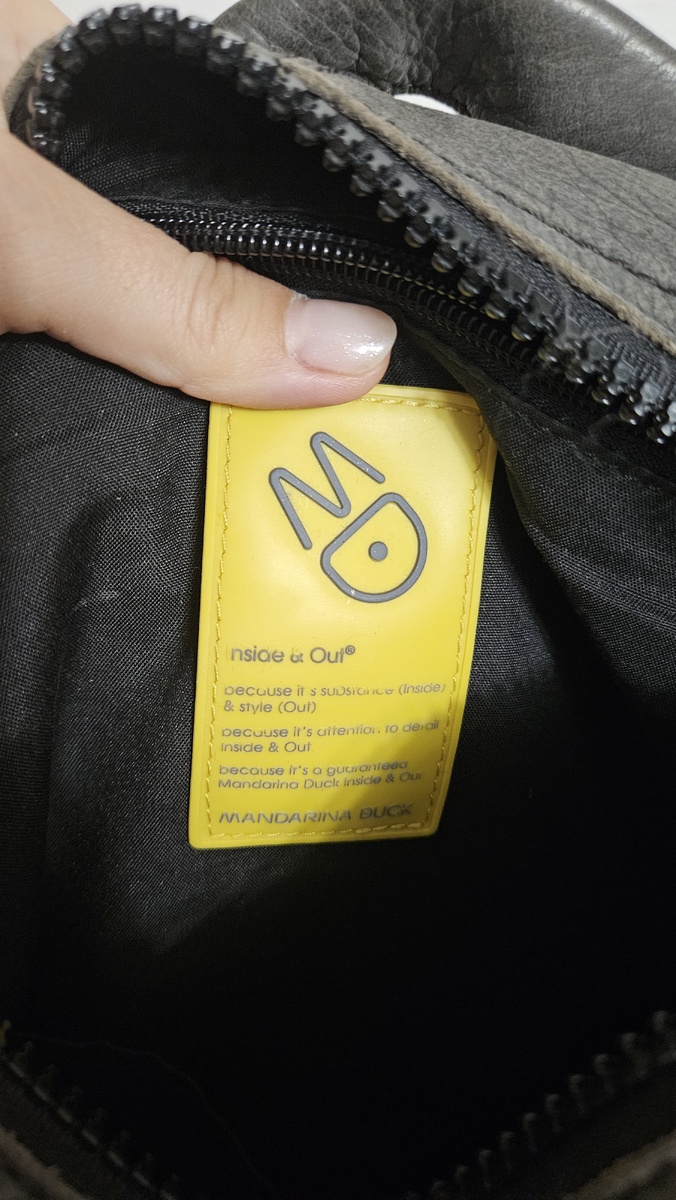 MD
Inside & Out®
because it's substance (Inside)
& style (Out)
because it's attention to detail
Inside & Out
because it's a guaranteed
Mandarina Duck Inside & Out
MANDARINA DUCK